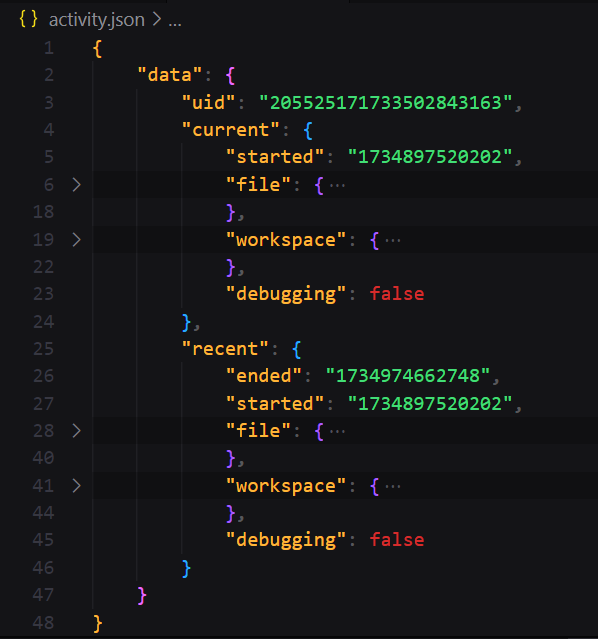 {} activity.json > ...
1 {
2 "data": {
3 "uid": "205525171733502843163",
4 "current": {
5 "started": "1734897520202",
6 > "file": { ...
18 },
19 > "workspace": { ...
22 },
23 "debugging": false
24 },
25 "recent": {
26 "ended": "1734974662748",
27 "started": "1734897520202",
28 > "file": { ...
40 },
41 > "workspace": { ...
44 },
45 "debugging": false
46 }
47 }
48 }